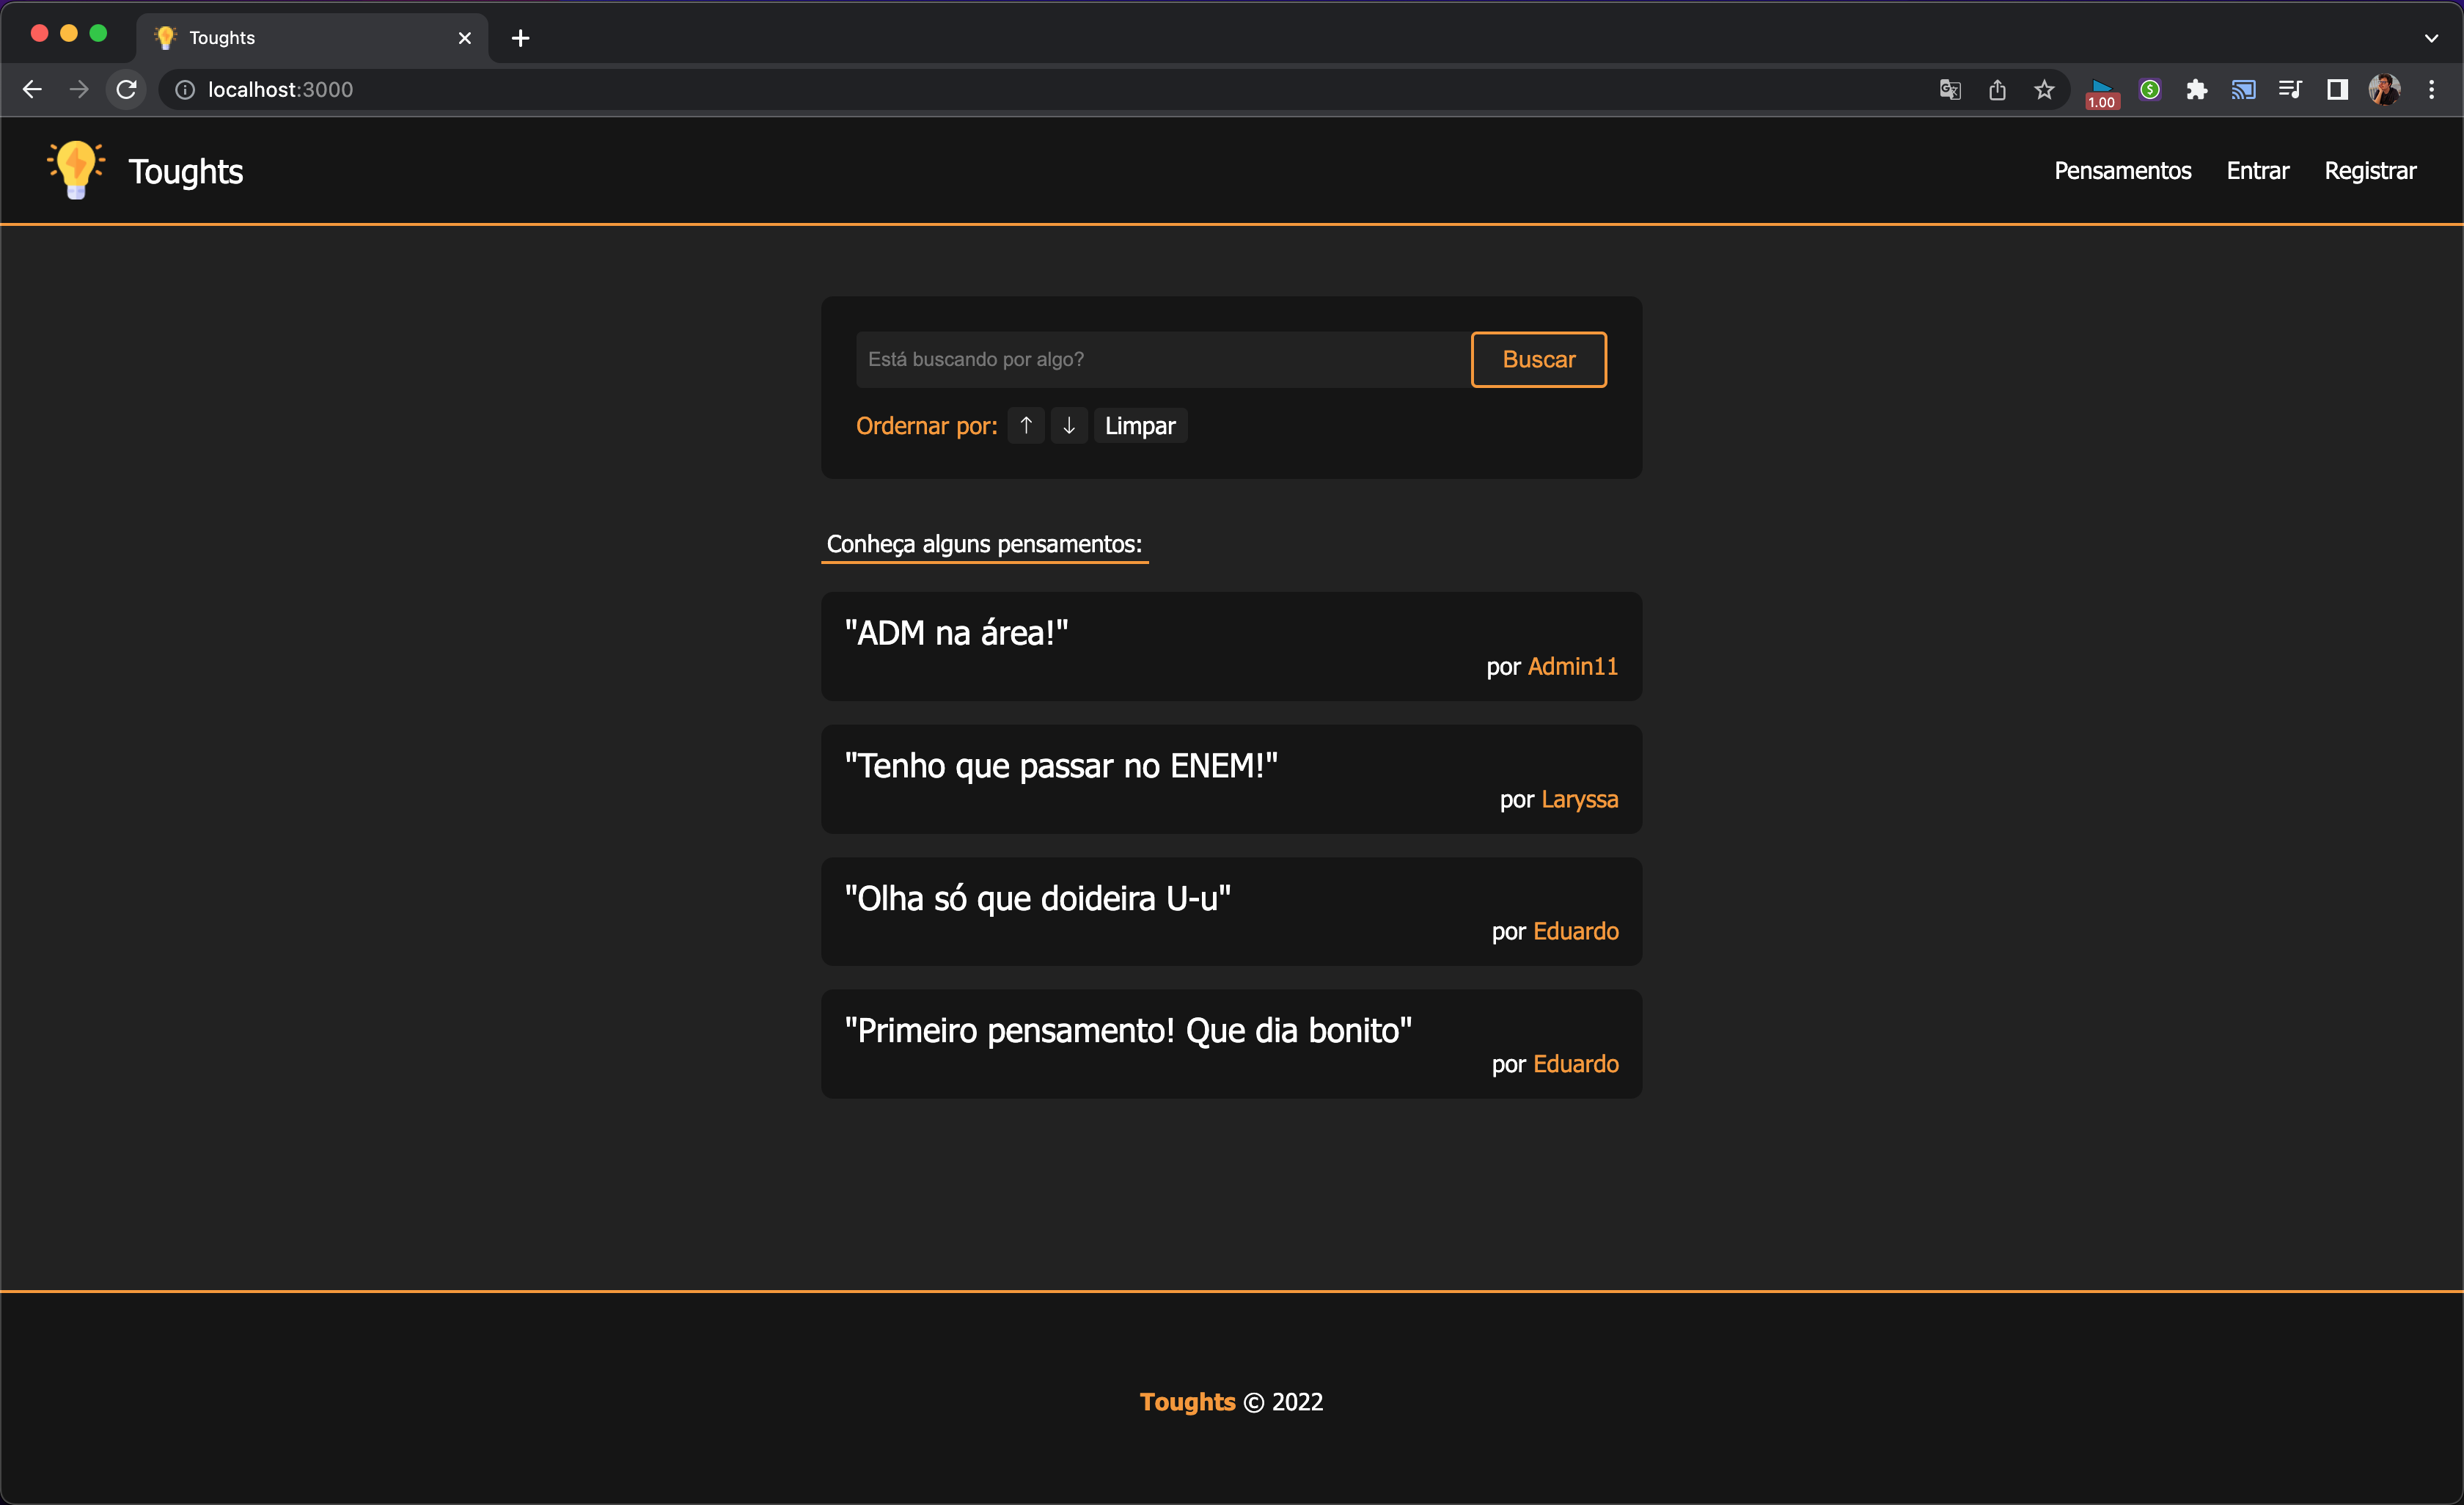 Toughts
localhost:3000
1.00
Toughts
Pensamentos Entrar Registrar
Está buscando por algo?
Buscar
Ordernar por: ↑ ↓ Limpar
Conheça alguns pensamentos:
"ADM na área!"
por Admin11
"Tenho que passar no ENEM!"
por Laryssa
"Olha só que doideira U-u"
por Eduardo
"Primeiro pensamento! Que dia bonito"
por Eduardo
Toughts © 2022